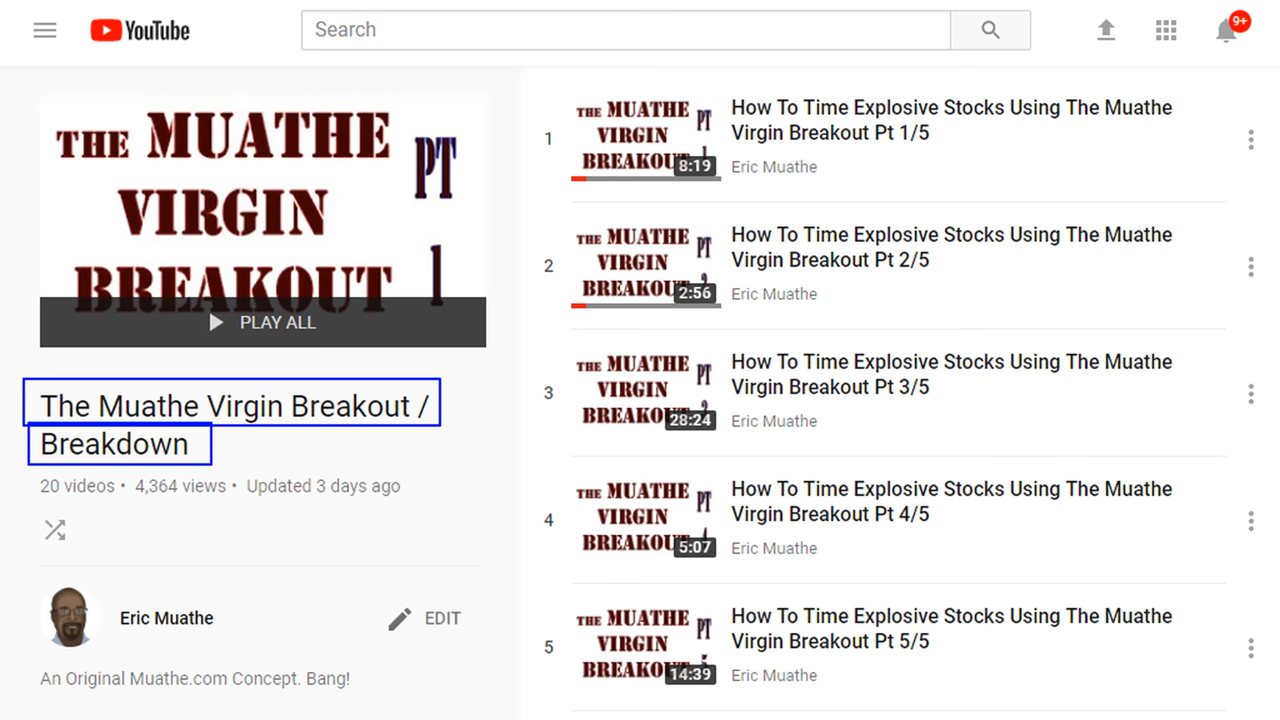 YouTube
Search
9+
THE MUATHE
VIRGIN
BREAKOUT
PT
1
PLAY ALL
The Muathe Virgin Breakout /
Breakdown
20 videos • 4,364 views • Updated 3 days ago
Eric Muathe
EDIT
An Original Muathe.com Concept. Bang!
1
THE MUATHE
VIRGIN
BREAKOUT
PT
8:19
How To Time Explosive Stocks Using The Muathe
Virgin Breakout Pt 1/5
Eric Muathe
2
THE MUATHE
VIRGIN
BREAKOUT
PT
2:56
How To Time Explosive Stocks Using The Muathe
Virgin Breakout Pt 2/5
Eric Muathe
3
THE MUATHE
VIRGIN
BREAKOU
PT
28:24
How To Time Explosive Stocks Using The Muathe
Virgin Breakout Pt 3/5
Eric Muathe
4
THE MUATHE
VIRGIN
BREAKOUT
PT
5:07
How To Time Explosive Stocks Using The Muathe
Virgin Breakout Pt 4/5
Eric Muathe
5
THE MUATHE
VIRGIN
BREAKOU
PT
14:39
How To Time Explosive Stocks Using The Muathe
Virgin Breakout Pt 5/5
Eric Muathe